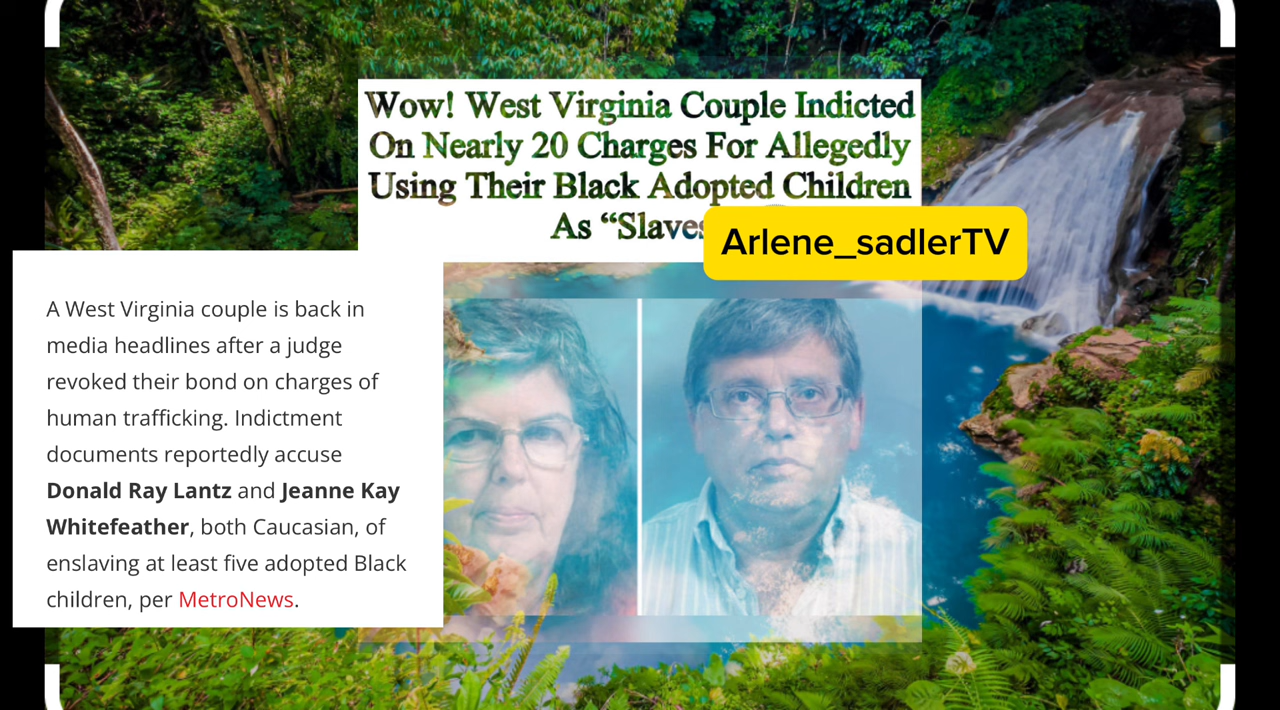 Wow! West Virginia Couple Indicted
On Nearly 20 Charges For Allegedly
Using Their Black Adopted Children
As “Slaves
Arlene_sadlerTV
A West Virginia couple is back in
media headlines after a judge
revoked their bond on charges of
human trafficking. Indictment
documents reportedly accuse
Donald Ray Lantz and Jeanne Kay
Whitefeather, both Caucasian, of
enslaving at least five adopted Black
children, per MetroNews.